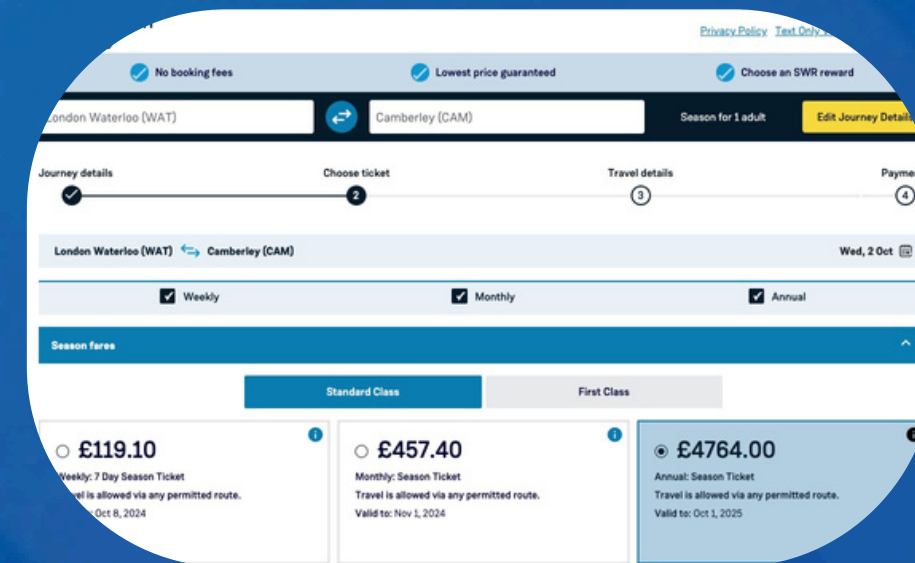 Privacy Policy Text Only
No booking fees
Lowest price guaranteed
Choose an SWR reward
London Waterloo (WAT)
Camberley (CAM)
Season for 1 adult
Edit Journey Details
Journey details
Choose ticket
Travel details
2
3
4
London Waterloo (WAT) Camberley (CAM)
Wed, 2 Oct
Weekly
Monthly
Annual
Season fares
Standard Class
First Class
£119.10
Weekly: 7 Day Season Ticket
is allowed via any permitted route.
Oct 8, 2024
£457.40
Monthly: Season Ticket
Travel is allowed via any permitted route.
Valid to: Nov 1, 2024
£4764.00
Annual: Season Ticket
Travel is allowed via any permitted route.
Valid to: Oct 1, 2025